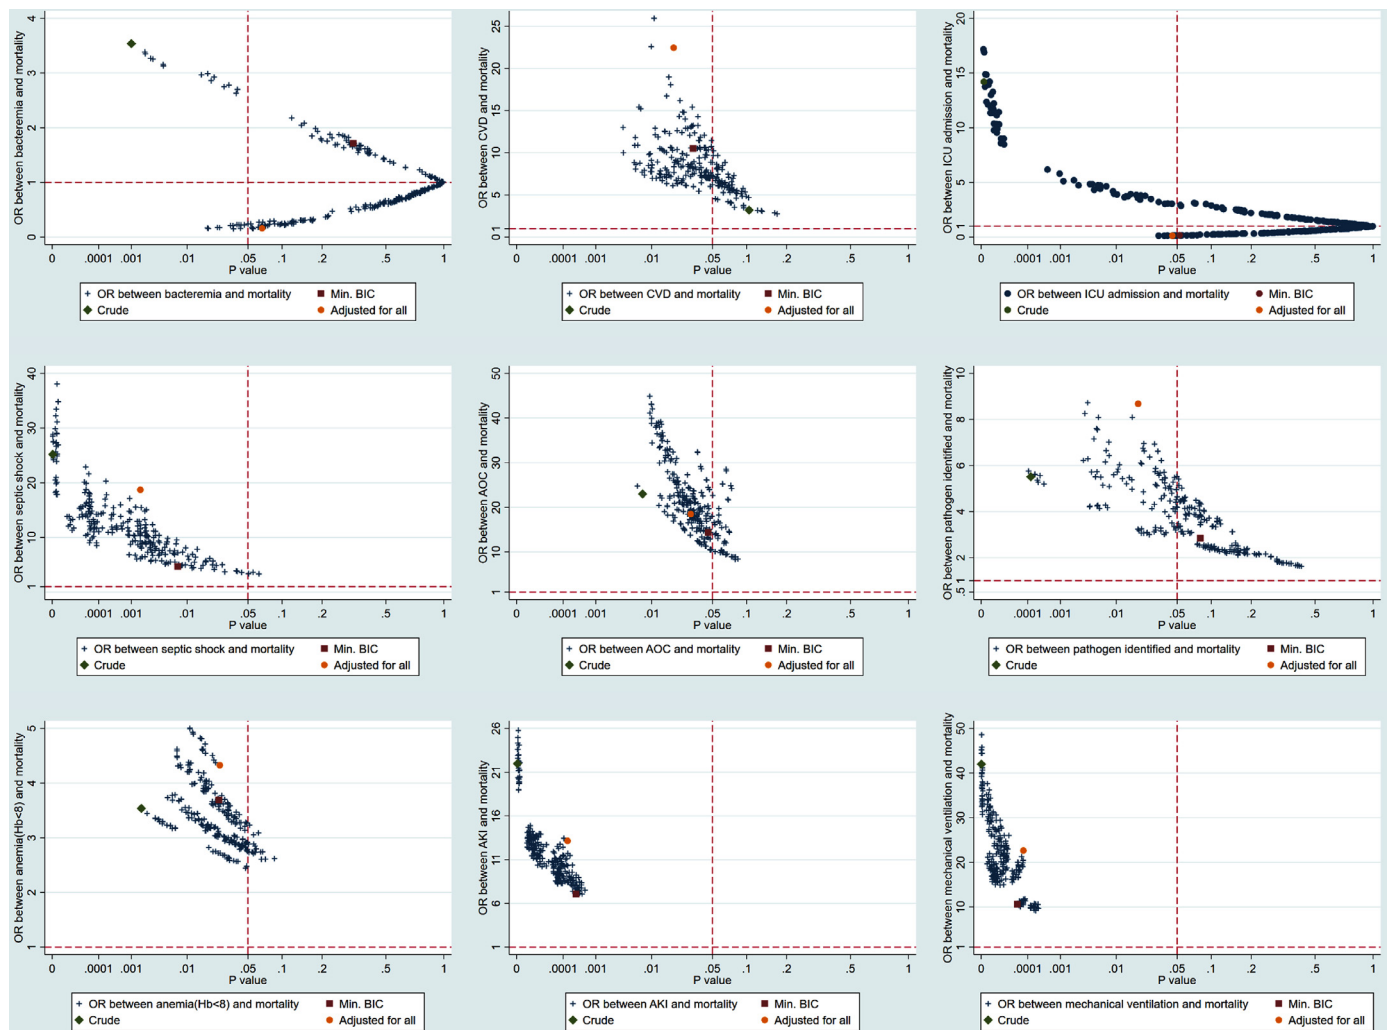 OR between bacteremia and mortality
4
3
2
1
0
0 .0001 .001 .01 .05 .1 .2 .5 1
P value
OR between bacteremia and mortality Min. BIC
Crude Adjusted for all
OR between CVD and mortality
25
20
15
10
5
1
0
0 .0001 .001 .01 .05 .1 .2 .5 1
P value
OR between CVD and mortality Min. BIC
Crude Adjusted for all
OR between ICU admission and mortality
20
15
10
5
1
0
0 .0001 .001 .01 .05 .1 .2 .5 1
P value
OR between ICU admission and mortality Min. BIC
Crude Adjusted for all
OR between septic shock and mortality
40
30
20
10
1
0 .0001 .001 .01 .05 .1 .2 .5 1
P value
OR between septic shock and mortality Min. BIC
Crude Adjusted for all
OR between AOC and mortality
50
40
30
20
10
1
0 .0001 .001 .01 .05 .1 .2 .5 1
P value
OR between AOC and mortality Min. BIC
Crude Adjusted for all
OR between pathogen identified and mortality
10
8
6
4
2
1
.5
0 .0001 .001 .01 .05 .1 .2 .5 1
P value
OR between pathogen identified and mortality Min. BIC
Crude Adjusted for all
OR between anemia(Hb<8) and mortality
5
4
3
2
1
0 .0001 .001 .01 .05 .1 .2 .5 1
P value
OR between anemia(Hb<8) and mortality Min. BIC
Crude Adjusted for all
OR between AKI and mortality
26
21
16
11
6
1
0 .0001 .001 .01 .05 .1 .2 .5 1
P value
OR between AKI and mortality Min. BIC
Crude Adjusted for all
OR between mechanical ventilation and mortality
50
40
30
20
10
1
0 .0001 .001 .01 .05 .1 .2 .5 1
P value
OR between mechanical ventilation and mortality Min. BIC
Crude Adjusted for all